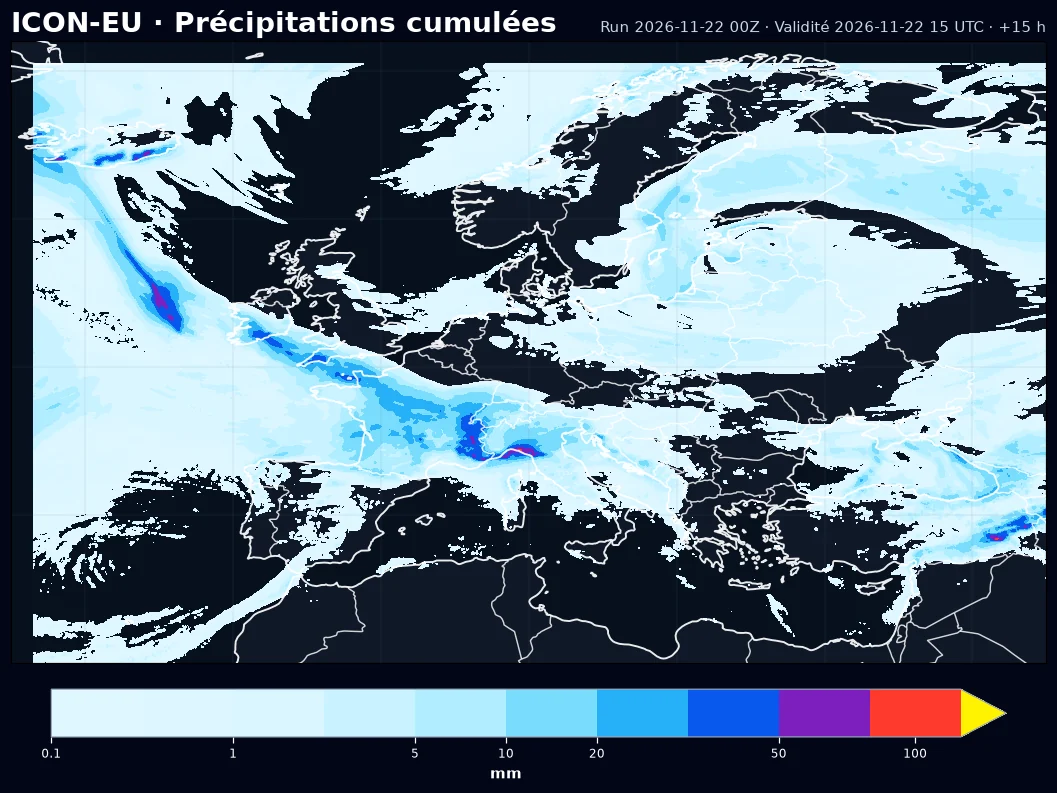 ICON-EU · Précipitations cumulées
Run 2026-11-22 00Z · Validité 2026-11-22 15 UTC · +15 h
0.1 1 5 10 20 50 100
mm